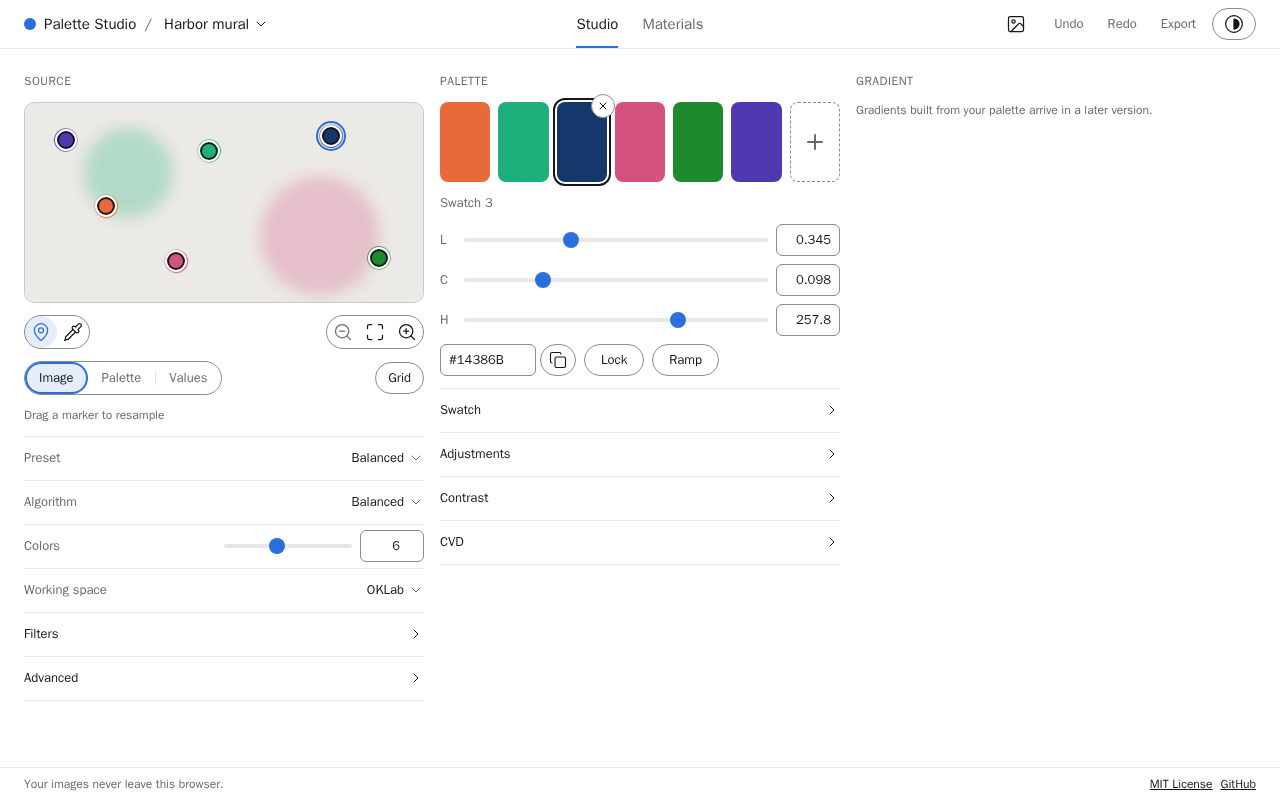 Palette Studio / Harbor mural
Studio Materials
Undo Redo Export
SOURCE
Image Palette Values Grid
Drag a marker to resample
Preset Balanced
Algorithm Balanced
Colors 6
Working space OKLab
Filters
Advanced
PALETTE
Swatch 3
L 0.345
C 0.098
H 257.8
#14386B Lock Ramp
Swatch
Adjustments
Contrast
CVD
GRADIENT
Gradients built from your palette arrive in a later version.
Your images never leave this browser.
MIT License GitHub